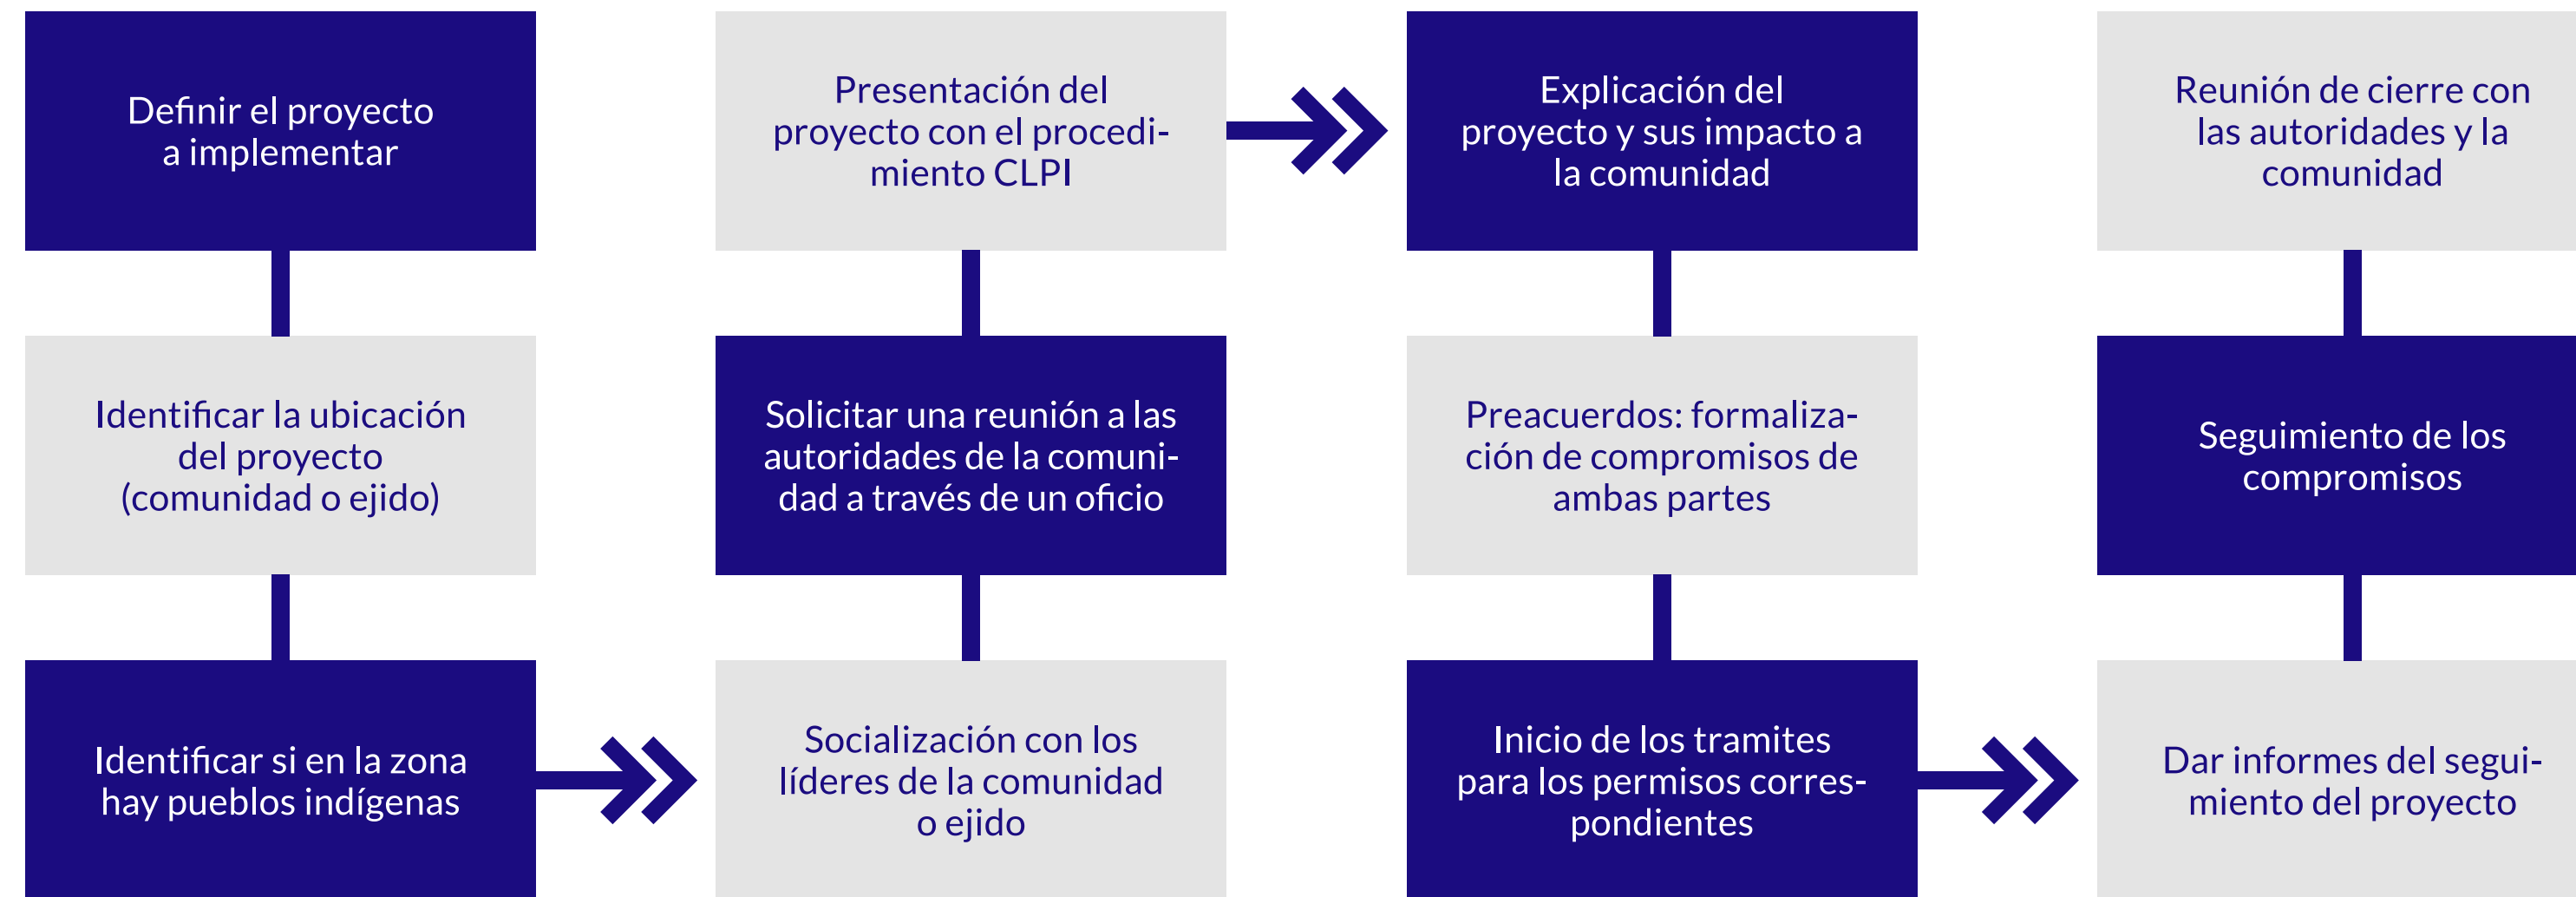 Definir el proyecto
a implementar
Identificar la ubicación
del proyecto
(comunidad o ejido)
Identificar si en la zona
hay pueblos indígenas
Socialización con los
líderes de la comunidad
o ejido
Solicitar una reunión a las
autoridades de la comuni-
dad a través de un oficio
Presentación del
proyecto con el procedi-
miento CLPI
Explicación del
proyecto y sus impacto a
la comunidad
Preacuerdos: formaliza-
ción de compromisos de
ambas partes
Inicio de los tramites
para los permisos corres-
pondientes
Dar informes del segui-
miento del proyecto
Seguimiento de los
compromisos
Reunión de cierre con
las autoridades y la
comunidad